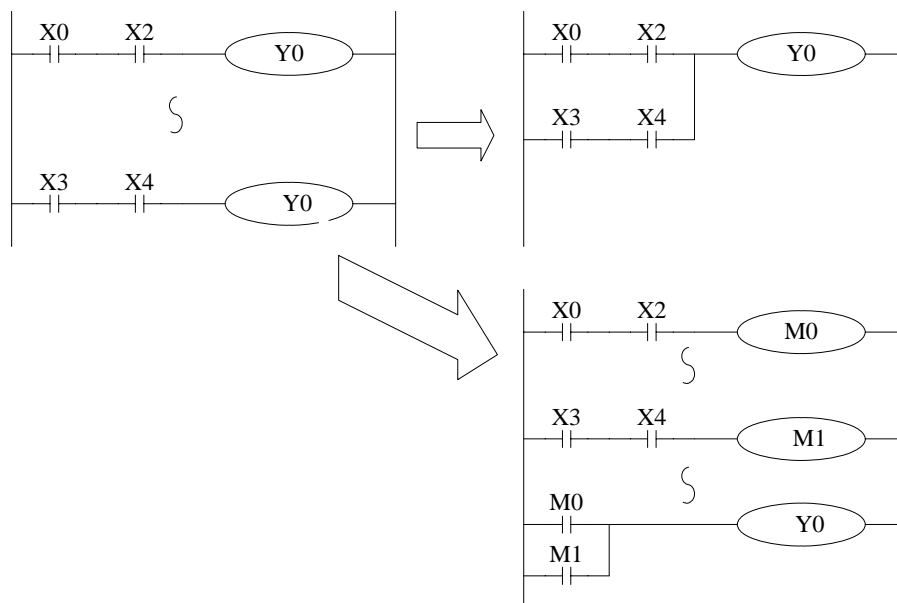 X0 X2 Y0
X3 X4 Y0
X0 X2 Y0
X3 X4
X0 X2 M0
X3 X4 M1
M0 Y0
M1